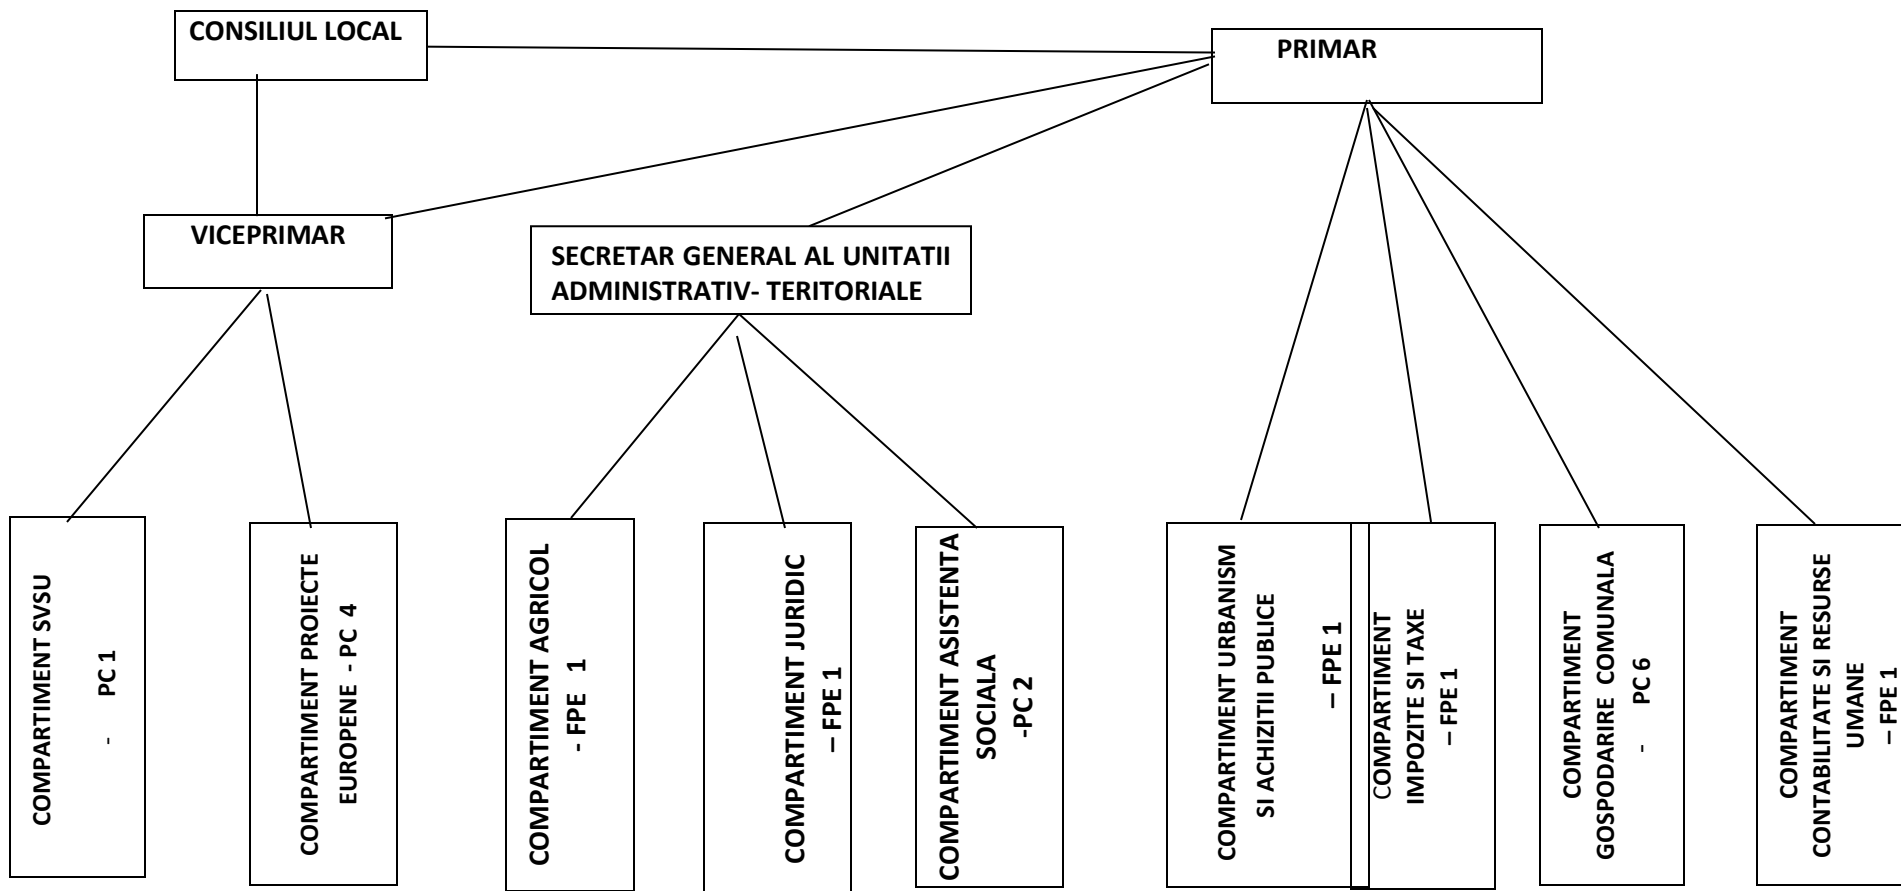 CONSILIUL LOCAL
PRIMAR
VICEPRIMAR
SECRETAR GENERAL AL UNITATII
ADMINISTRATIV- TERITORIALE
COMPARTIMENT SVSU
- PC 1
COMPARTIMENT PROIECTE
EUROPENE - PC 4
COMPARTIMENT AGRICOL
- FPE 1
COMPARTIMENT JURIDIC
– FPE 1
COMPARTIMENT ASISTENTA
SOCIALA
-PC 2
COMPARTIMENT URBANISM
SI ACHIZITII PUBLICE
– FPE 1
COMPARTIMENT
IMPOZITE SI TAXE
– FPE 1
COMPARTIMENT
GOSPODARIRE COMUNALA
- PC 6
COMPARTIMENT
CONTABILITATE SI RESURSE
UMANE
– FPE 1